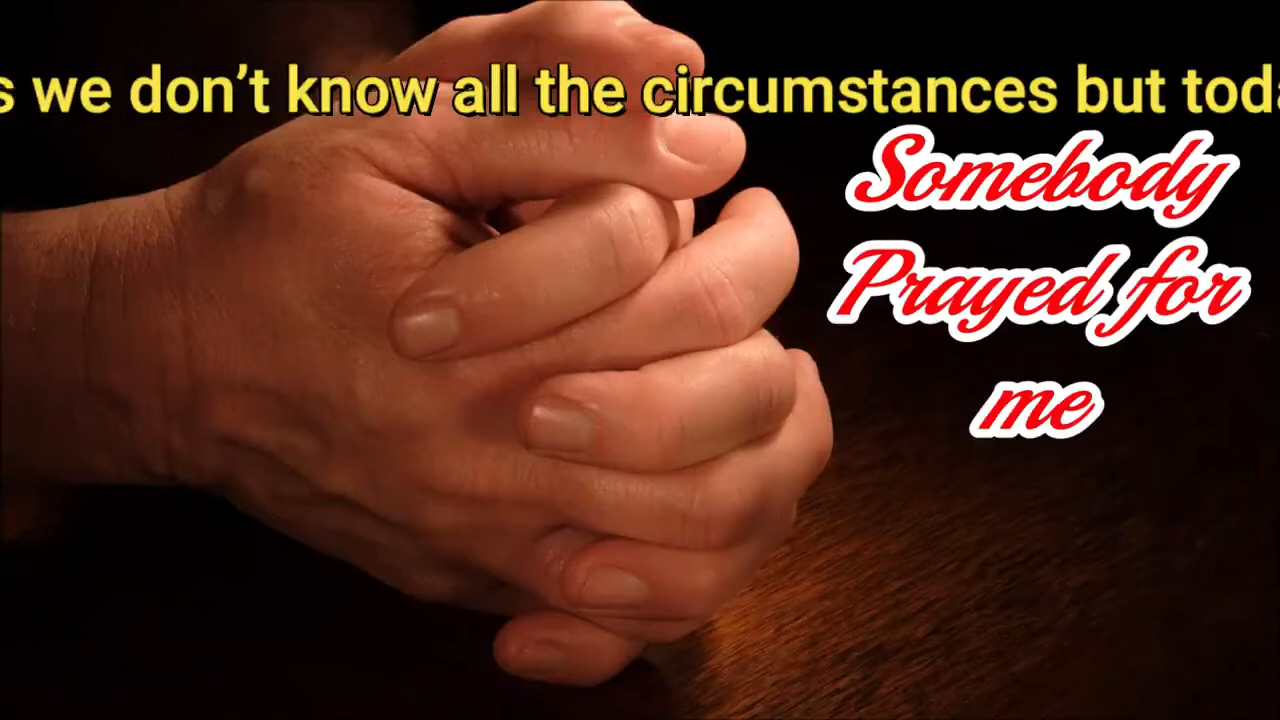 s we don’t know all the circumstances but toda
Somebody
Prayed for
me